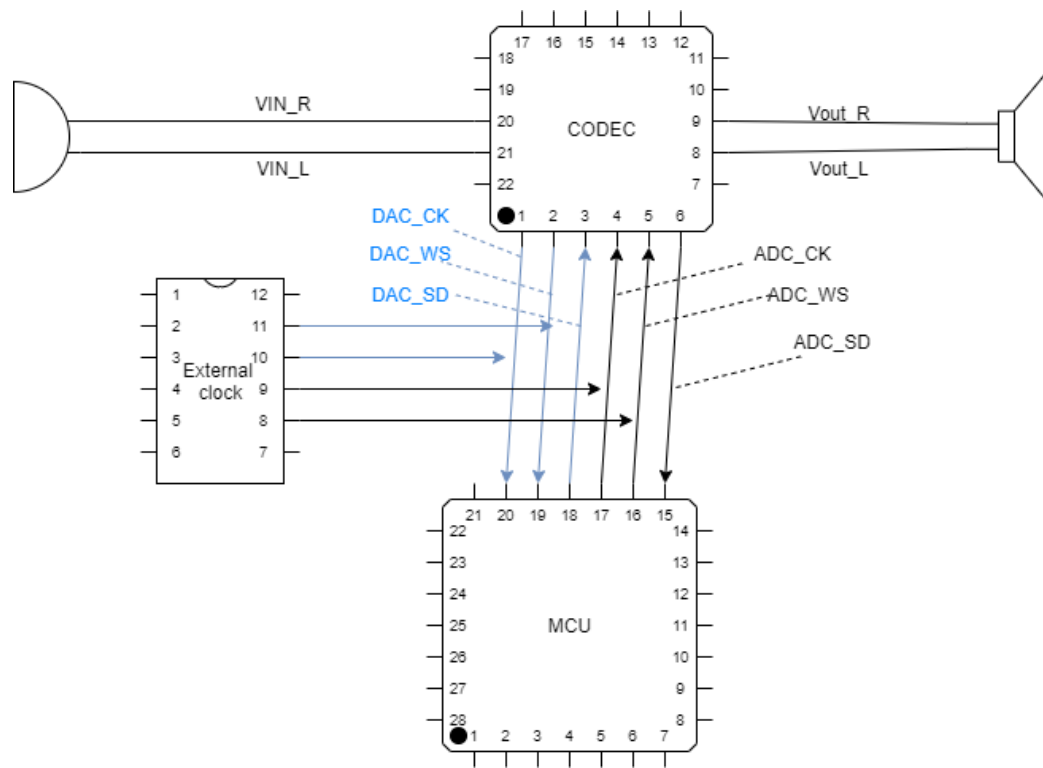 17 16 15 14 13 12
18 11
19 10
VIN_R
20
CODEC
9
Vout_R
VIN_L
21
8
Vout_L
22 7
1 2 3 4 5 6
DAC_CK
DAC_WS
DAC_SD
ADC_CK
ADC_WS
ADC_SD
1 12
2 11
3 10
External
clock
4 9
5 8
6 7
21 20 19 18 17 16 15
22 14
23 13
24 12
25 MCU 11
26 10
27 9
28 8
1 2 3 4 5 6 7